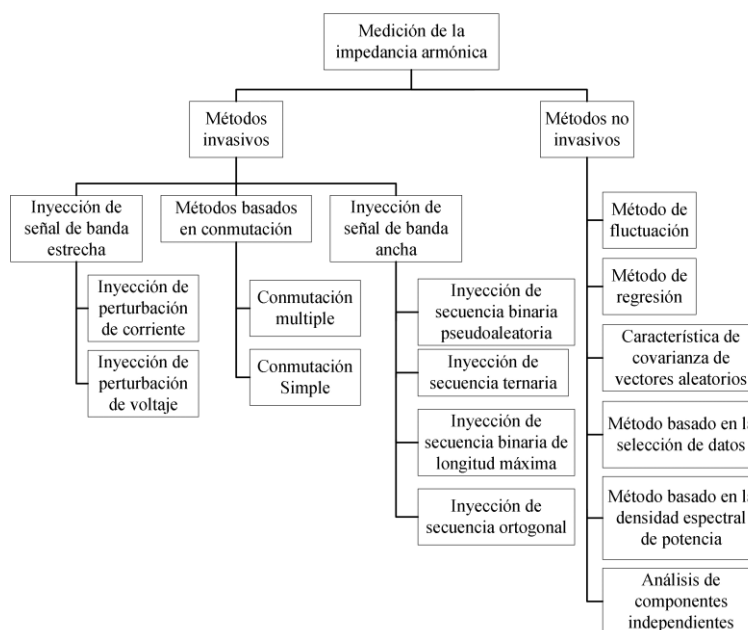 Medición de la
impedancia armónica
Métodos
invasivos
Métodos no
invasivos
Inyección de
señal de banda
estrecha
Métodos basados
en conmutación
Inyección de
señal de banda
ancha
Inyección de
perturbación
de corriente
Inyección de
perturbación
de voltaje
Conmutación
multiple
Conmutación
Simple
Inyección de
secuencia binaria
pseudoaleatoria
Inyección de
secuencia ternaria
Inyección de
secuencia binaria de
longitud máxima
Inyección de
secuencia ortogonal
Método de
fluctuación
Método de
regresión
Característica de
covarianza de
vectores aleatorios
Método basado en la
selección de datos
Método basado en la
densidad espectral
de potencia
Análisis de
componentes
independientes